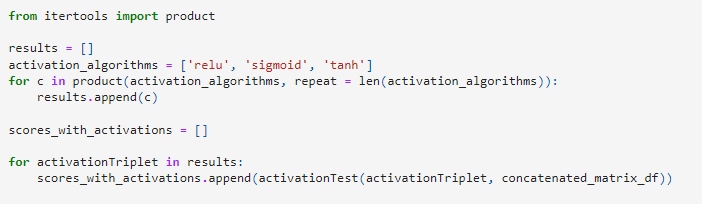 from itertools import product
results = []
activation_algorithms = ['relu', 'sigmoid', 'tanh']
for c in product(activation_algorithms, repeat = len(activation_algorithms)):
    results.append(c)
scores_with_activations = []
for activationTriplet in results:
    scores_with_activations.append(activationTest(activationTriplet, concatenated_matrix_df))